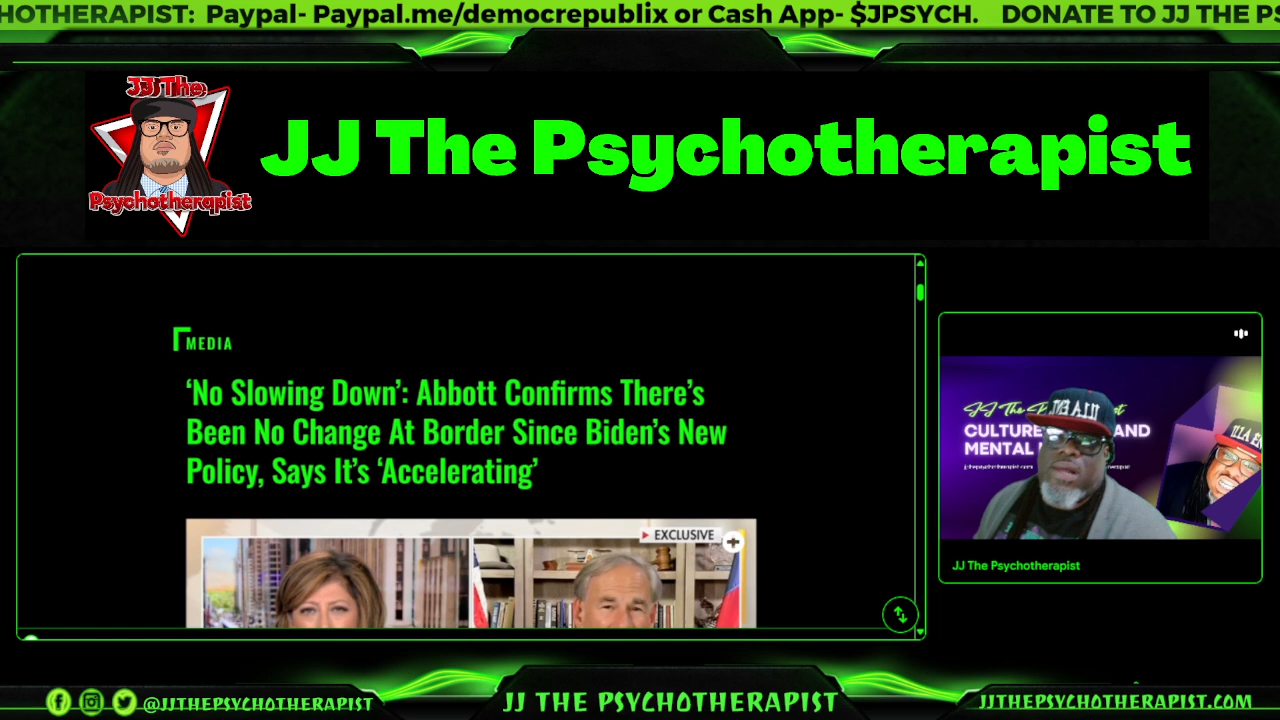 HOTHERAPIST: Paypal- Paypal.me/democrepublix or Cash App- $JPSYCH. DONATE TO JJ THE PS
JJ The
Psychotherapist
JJ The Psychotherapist
MEDIA
‘No Slowing Down’: Abbott Confirms There’s
Been No Change At Border Since Biden’s New
Policy, Says It’s ‘Accelerating’
EXCLUSIVE
JJ The
CULTURE AND
MENTAL
JJ The Psychotherapist
@JJTHEPSYCHOTHERAPIST
JJ THE PSYCHOTHERAPIST
JJTHEPSYCHOTHERAPIST.COM